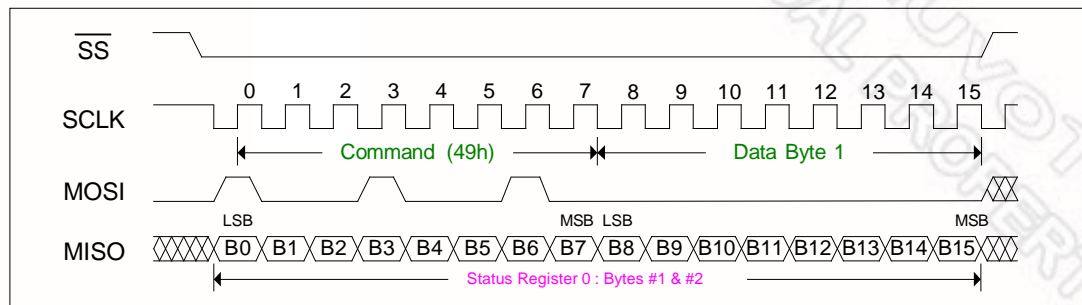 SS
0 1 2 3 4 5 6 7 8 9 10 11 12 13 14 15
SCLK
Command (49h) Data Byte 1
MOSI
LSB MSB LSB MSB
MISO B0 B1 B2 B3 B4 B5 B6 B7 B8 B9 B10 B11 B12 B13 B14 B15
Status Register 0 : Bytes #1 & #2